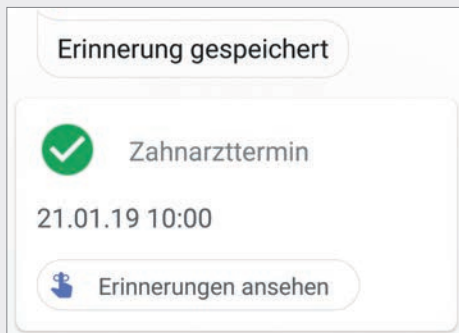 Erinnerung gespeichert
Zahnarzttermin
21.01.19 10:00
Erinnerungen ansehen